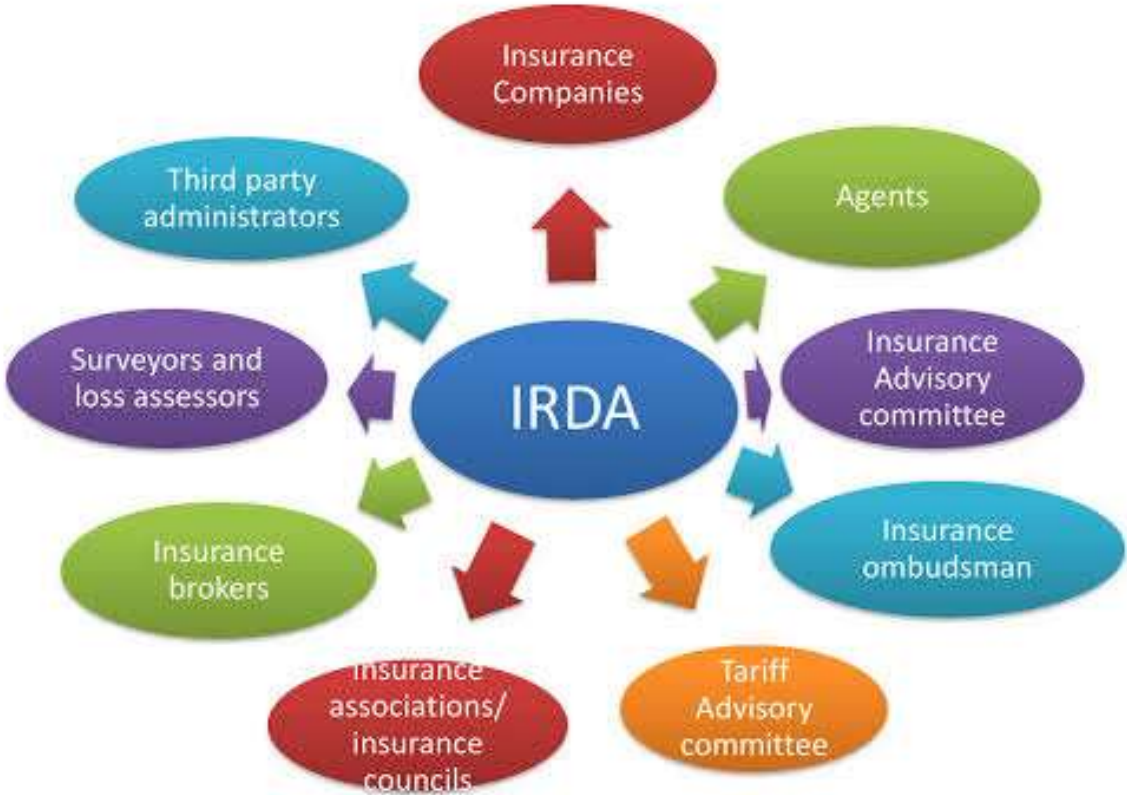 Insurance
Companies
Agents
Insurance
Advisory
committee
Insurance
ombudsman
Tariff
Advisory
committee
Insurance
associations/
insurance
councils
Insurance
brokers
Surveyors and
loss assessors
Third party
administrators
IRDA